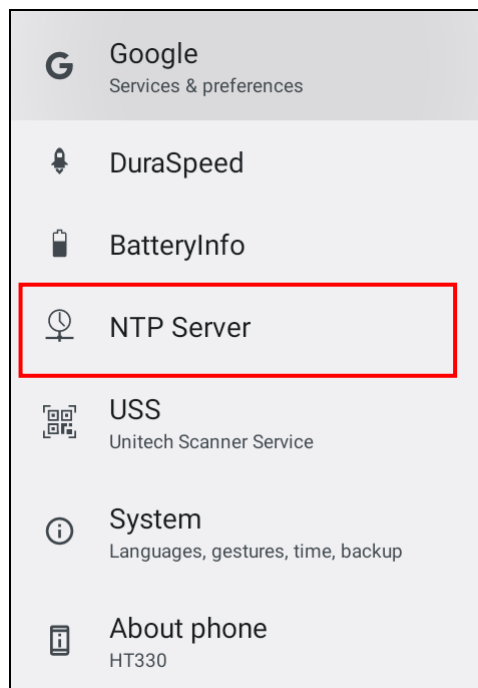 Google
Services & preferences
DuraSpeed
BatteryInfo
NTP Server
USS
Unitech Scanner Service
System
Languages, gestures, time, backup
About phone
HT330